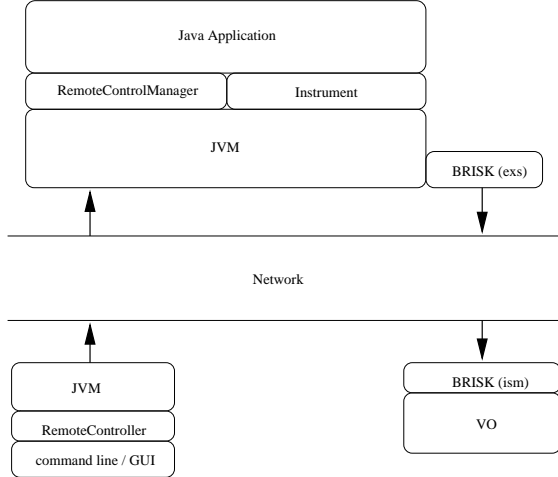 Java Application
RemoteControlManager
Instrument
JVM
BRISK (exs)
Network
JVM
BRISK (ism)
RemoteController
VO
command line / GUI